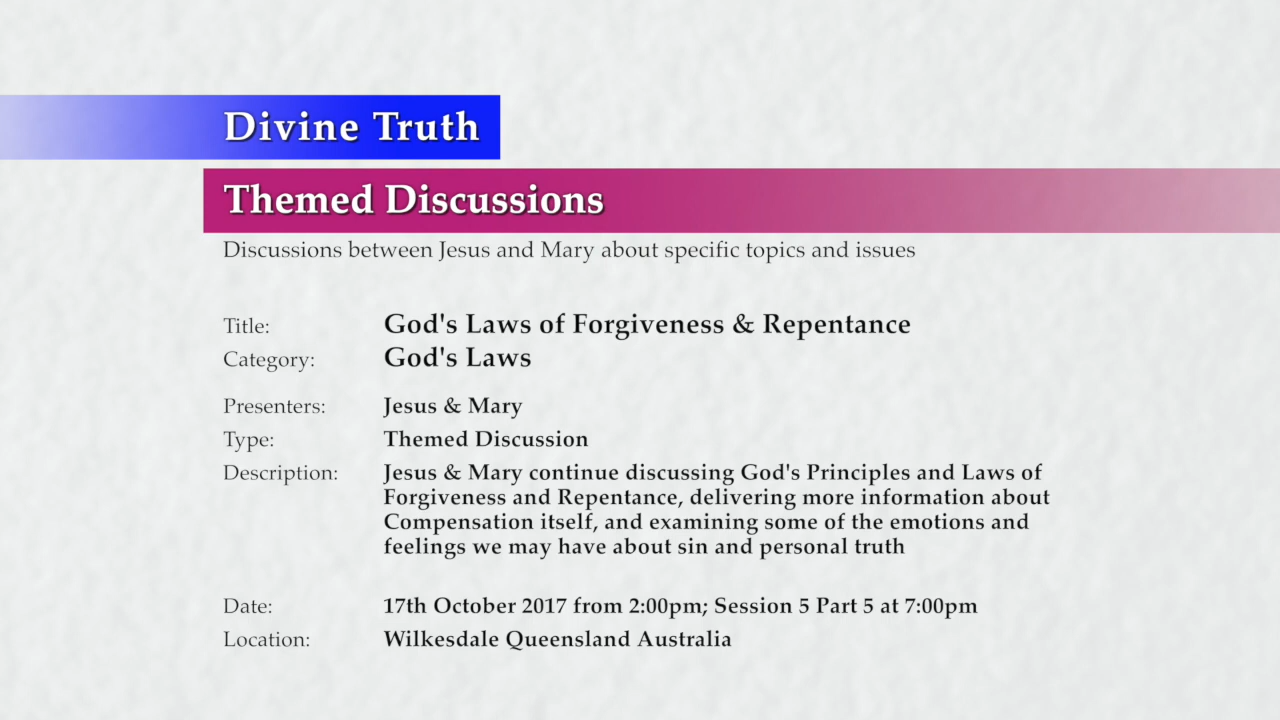 Divine Truth
Themed Discussions
Discussions between Jesus and Mary about specific topics and issues
Title: God's Laws of Forgiveness & Repentance
Category: God's Laws
Presenters: Jesus & Mary
Type: Themed Discussion
Description: Jesus & Mary continue discussing God's Principles and Laws of
Forgiveness and Repentance, delivering more information about
Compensation itself, and examining some of the emotions and
feelings we may have about sin and personal truth
Date: 17th October 2017 from 2:00pm; Session 5 Part 5 at 7:00pm
Location: Wilkesdale Queensland Australia